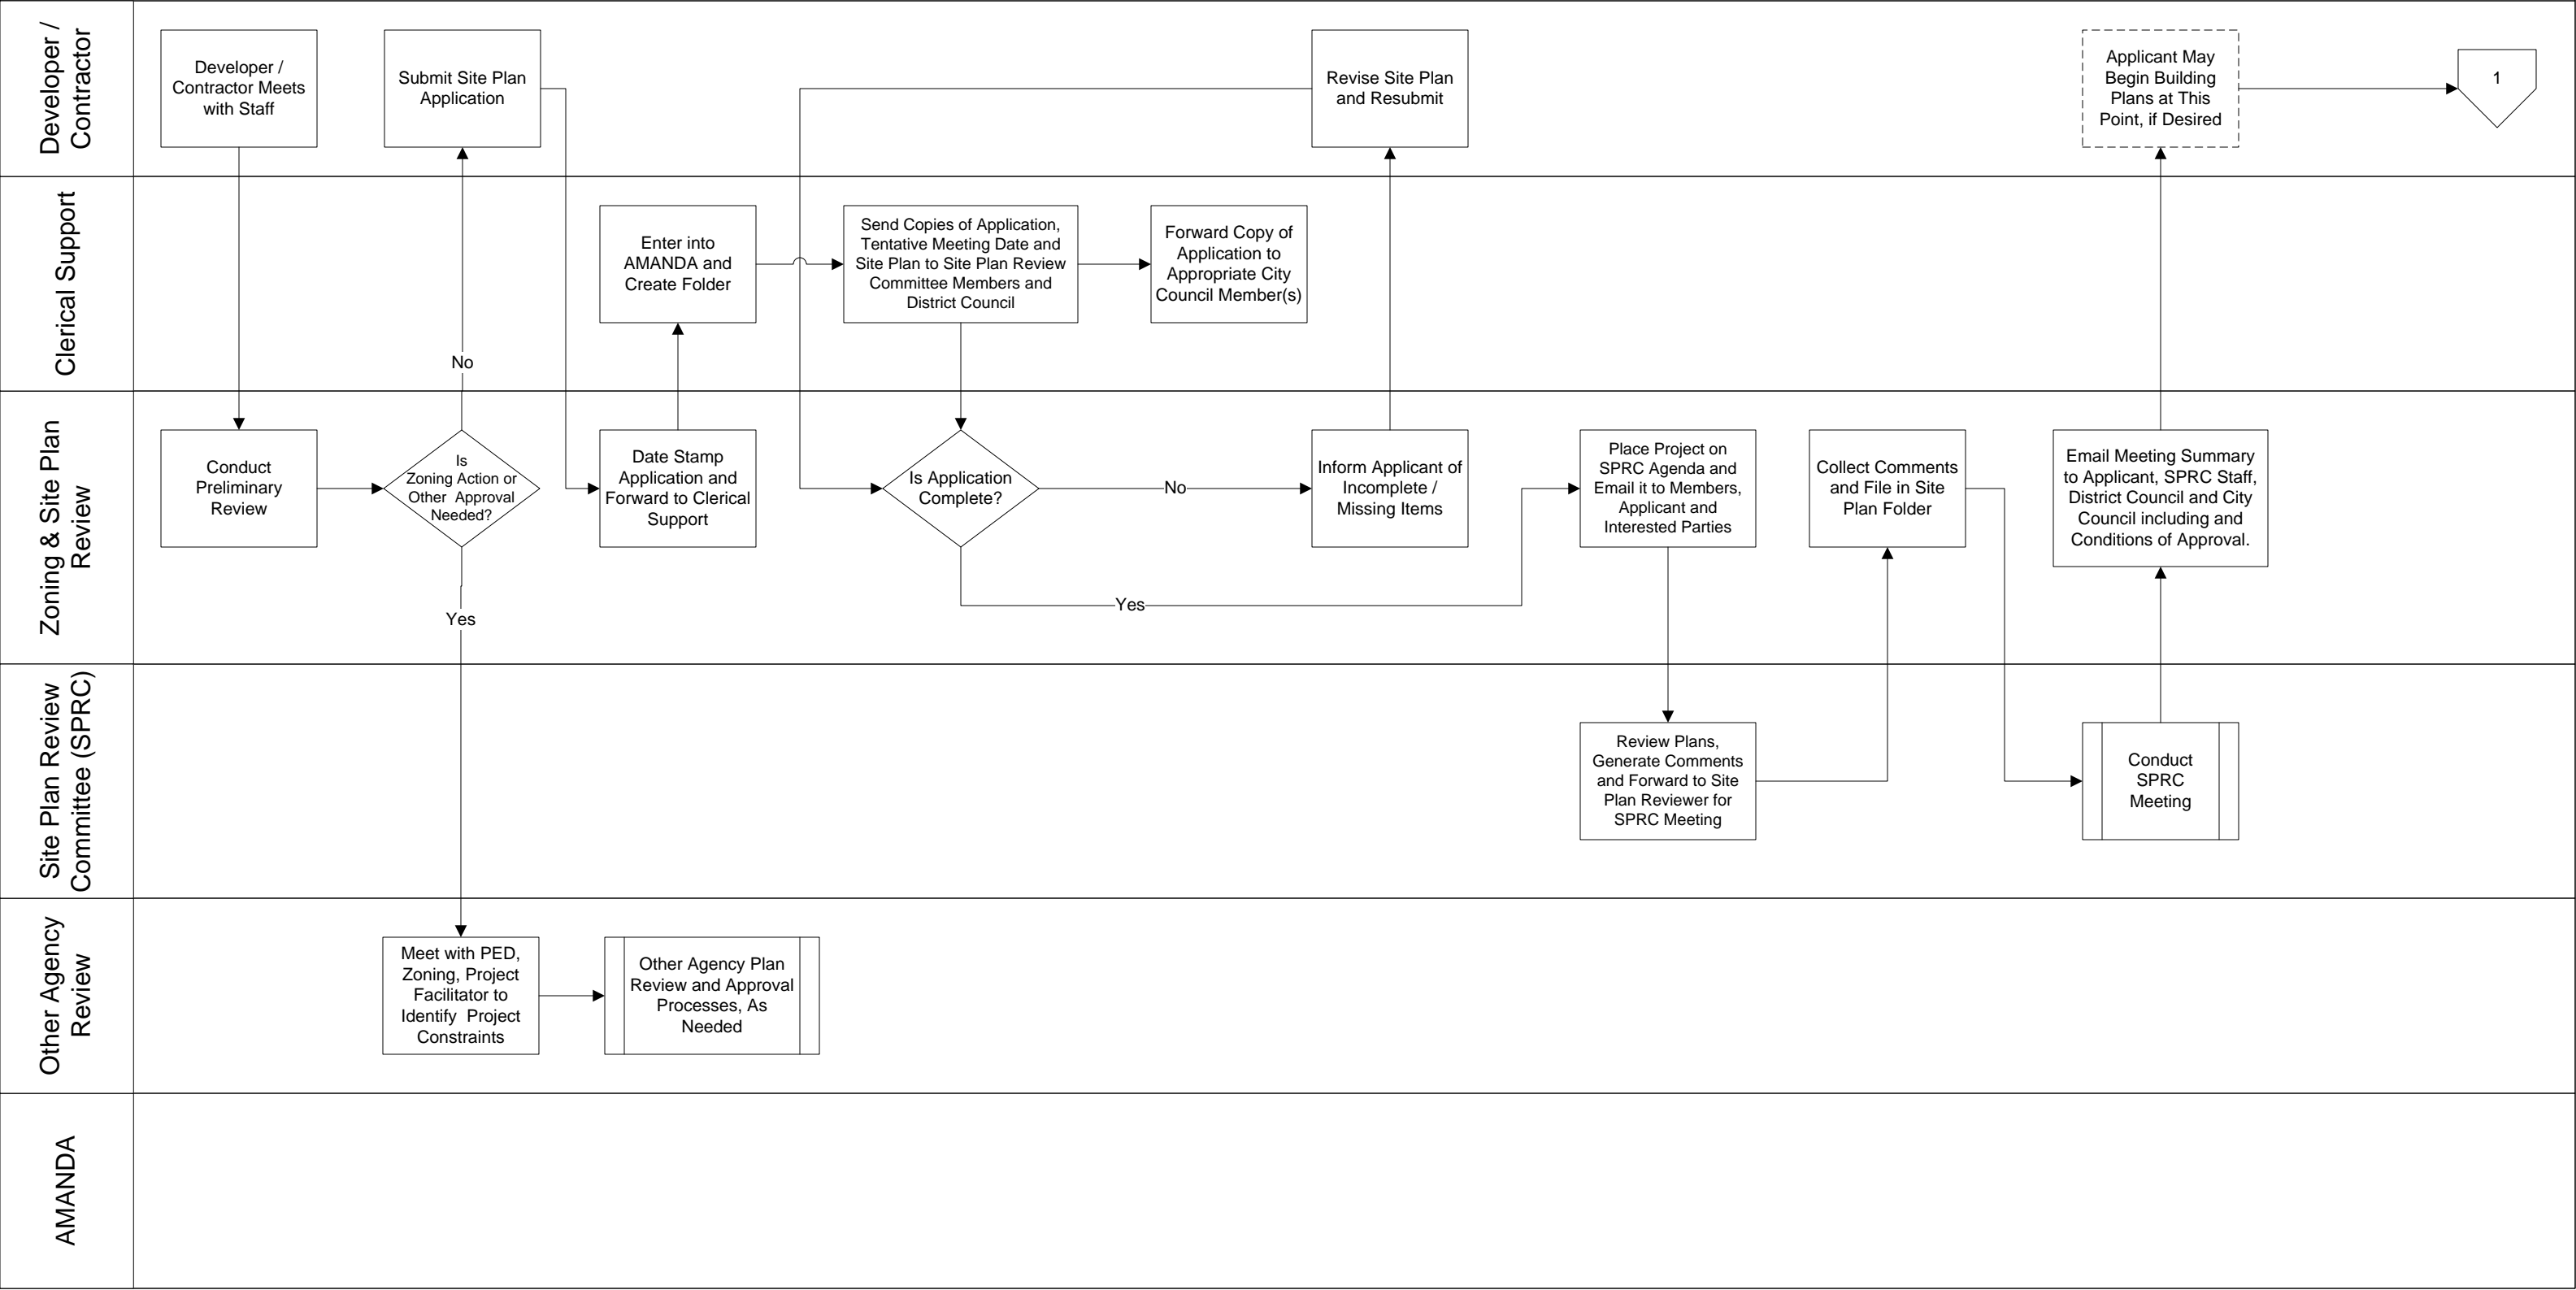 Developer /
Contractor
Developer /
Contractor Meets
with Staff
Submit Site Plan
Application
Revise Site Plan
and Resubmit
Applicant May
Begin Building
Plans at This
Point, if Desired
1
Clerical Support
Enter into
AMANDA and
Create Folder
Send Copies of Application,
Tentative Meeting Date and
Site Plan to Site Plan Review
Committee Members and
District Council
Forward Copy of
Application to
Appropriate City
Council Member(s)
No
Zoning & Site Plan
Review
Conduct
Preliminary
Review
Is
Zoning Action or
Other Approval
Needed?
Date Stamp
Application and
Forward to Clerical
Support
Is Application
Complete?
No
Inform Applicant of
Incomplete /
Missing Items
Place Project on
SPRC Agenda and
Email it to Members,
Applicant and
Interested Parties
Collect Comments
and File in Site
Plan Folder
Email Meeting Summary
to Applicant, SPRC Staff,
District Council and City
Council including and
Conditions of Approval.
Yes
Yes
Site Plan Review
Committee (SPRC)
Review Plans,
Generate Comments
and Forward to Site
Plan Reviewer for
SPRC Meeting
Conduct
SPRC
Meeting
Other Agency
Review
Meet with PED,
Zoning, Project
Facilitator to
Identify Project
Constraints
Other Agency Plan
Review and Approval
Processes, As
Needed
AMANDA